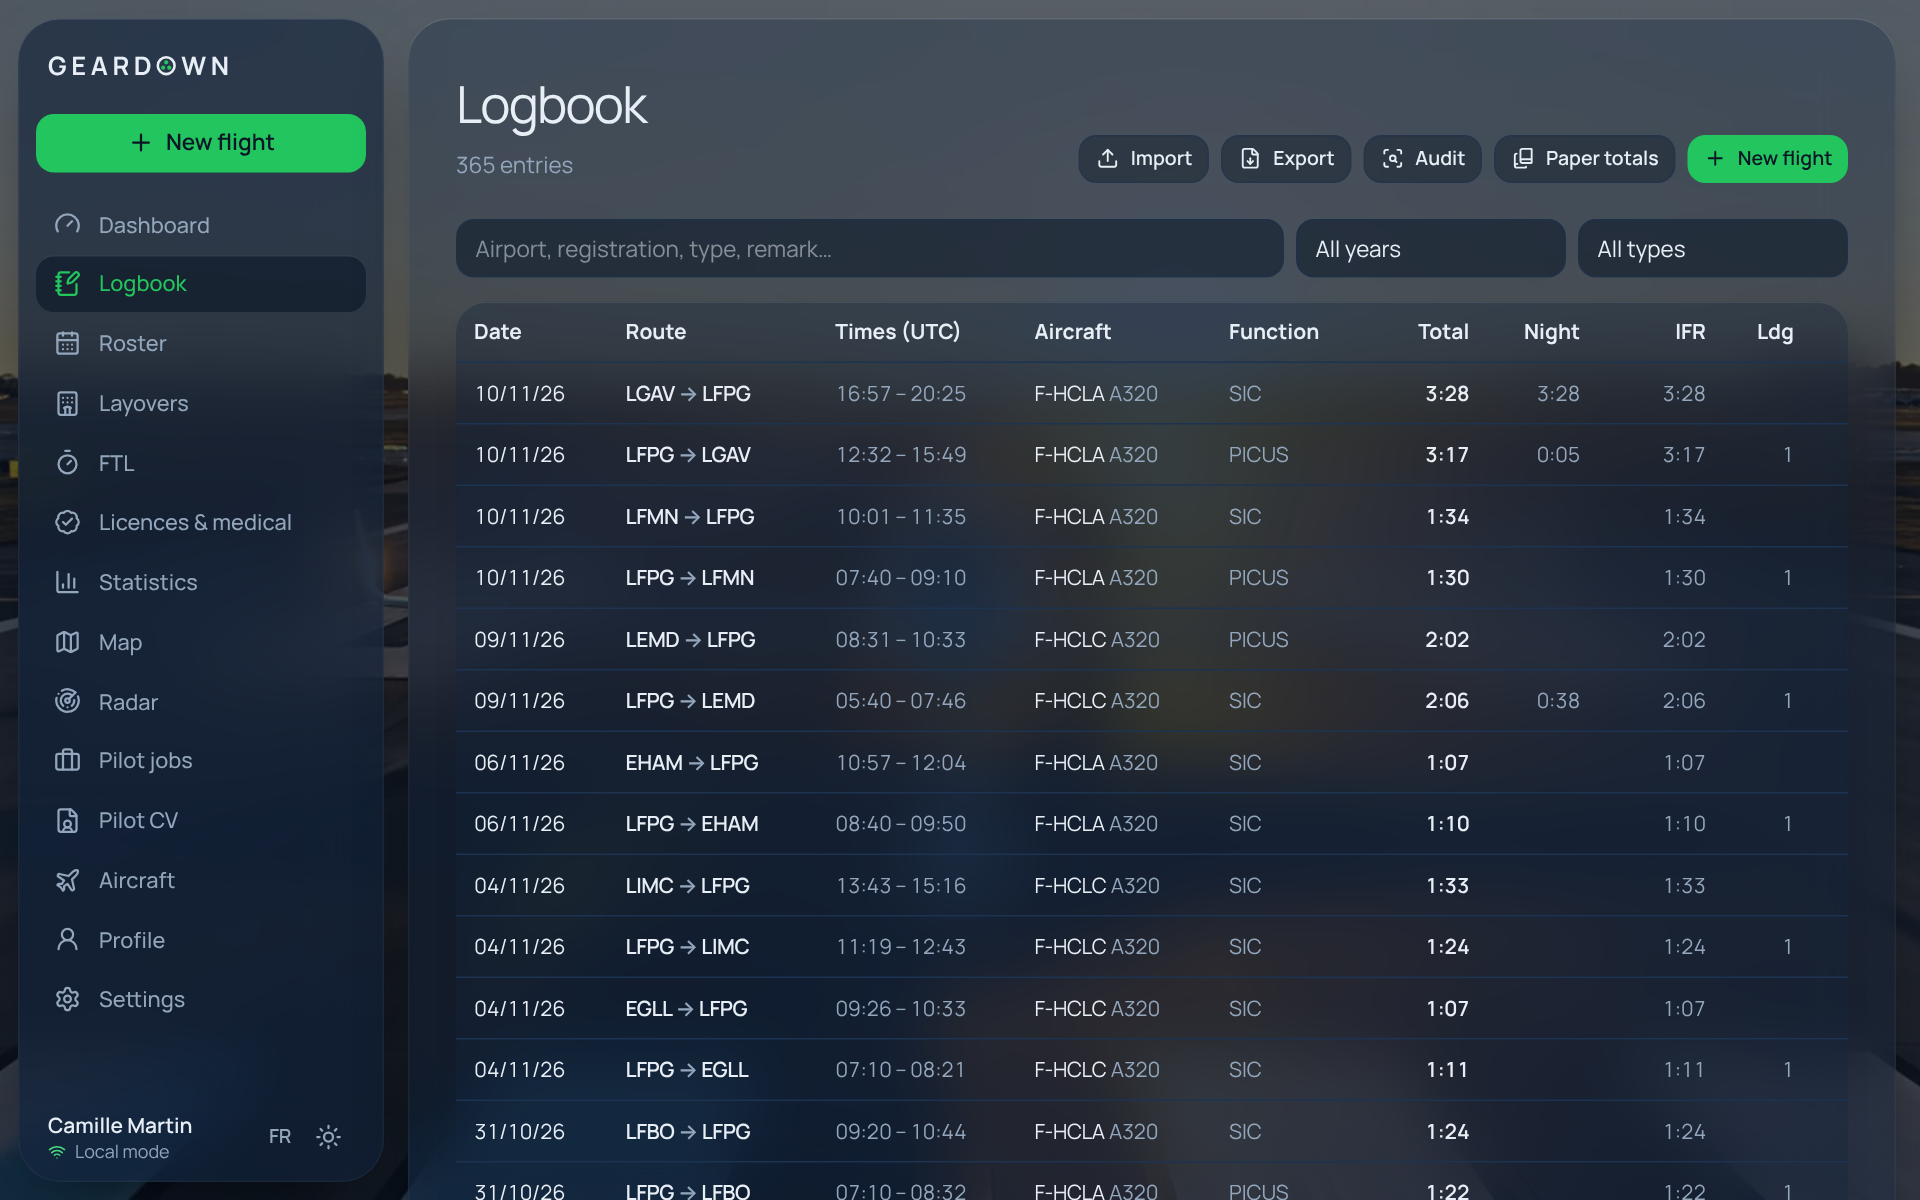 GEARDOWN
New flight
Dashboard
Logbook
Roster
Layovers
FTL
Licences & medical
Statistics
Map
Radar
Pilot jobs
Pilot CV
Aircraft
Profile
Settings
Camille Martin
Local mode
FR
Logbook
365 entries
Import
Export
Audit
Paper totals
New flight
Airport, registration, type, remark...
All years
All types
Date Route Times (UTC) Aircraft Function Total Night IFR Ldg
10/11/26 LGAV → LFPG 16:57 – 20:25 F-HCLA A320 SIC 3:28 3:28 3:28
10/11/26 LFPG → LGAV 12:32 – 15:49 F-HCLA A320 PICUS 3:17 0:05 3:17 1
10/11/26 LFMN → LFPG 10:01 – 11:35 F-HCLA A320 SIC 1:34 1:34
10/11/26 LFPG → LFMN 07:40 – 09:10 F-HCLA A320 PICUS 1:30 1:30 1
09/11/26 LEMD → LFPG 08:31 – 10:33 F-HCLC A320 PICUS 2:02 2:02
09/11/26 LFPG → LEMD 05:40 – 07:46 F-HCLC A320 SIC 2:06 0:38 2:06 1
06/11/26 EHAM → LFPG 10:57 – 12:04 F-HCLA A320 SIC 1:07 1:07
06/11/26 LFPG → EHAM 08:40 – 09:50 F-HCLA A320 SIC 1:10 1:10 1
04/11/26 LIMC → LFPG 13:43 – 15:16 F-HCLC A320 SIC 1:33 1:33
04/11/26 LFPG → LIMC 11:19 – 12:43 F-HCLC A320 SIC 1:24 1:24 1
04/11/26 EGLL → LFPG 09:26 – 10:33 F-HCLC A320 SIC 1:07 1:07
04/11/26 LFPG → EGLL 07:10 – 08:21 F-HCLC A320 SIC 1:11 1:11 1
31/10/26 LFBO → LFPG 09:20 – 10:44 F-HCLA A320 SIC 1:24 1:24
31/10/26 LFPG → LFBO 07:10 – 08:32 F-HCLA A320 PICUS 1:22 1:22 1